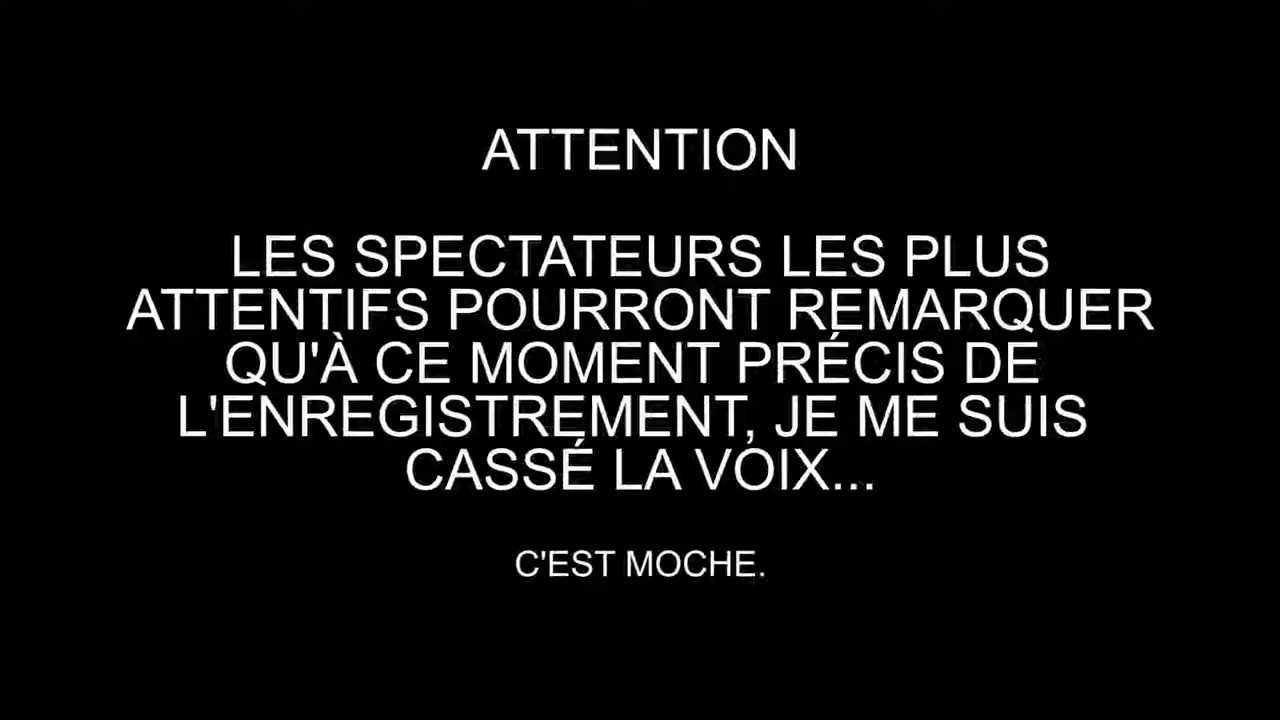 ATTENTION
LES SPECTATEURS LES PLUS
ATTENTIFS POURRONT REMARQUER
QU'À CE MOMENT PRÉCIS DE
L'ENREGISTREMENT, JE ME SUIS
CASSÉ LA VOIX...
C'EST MOCHE.